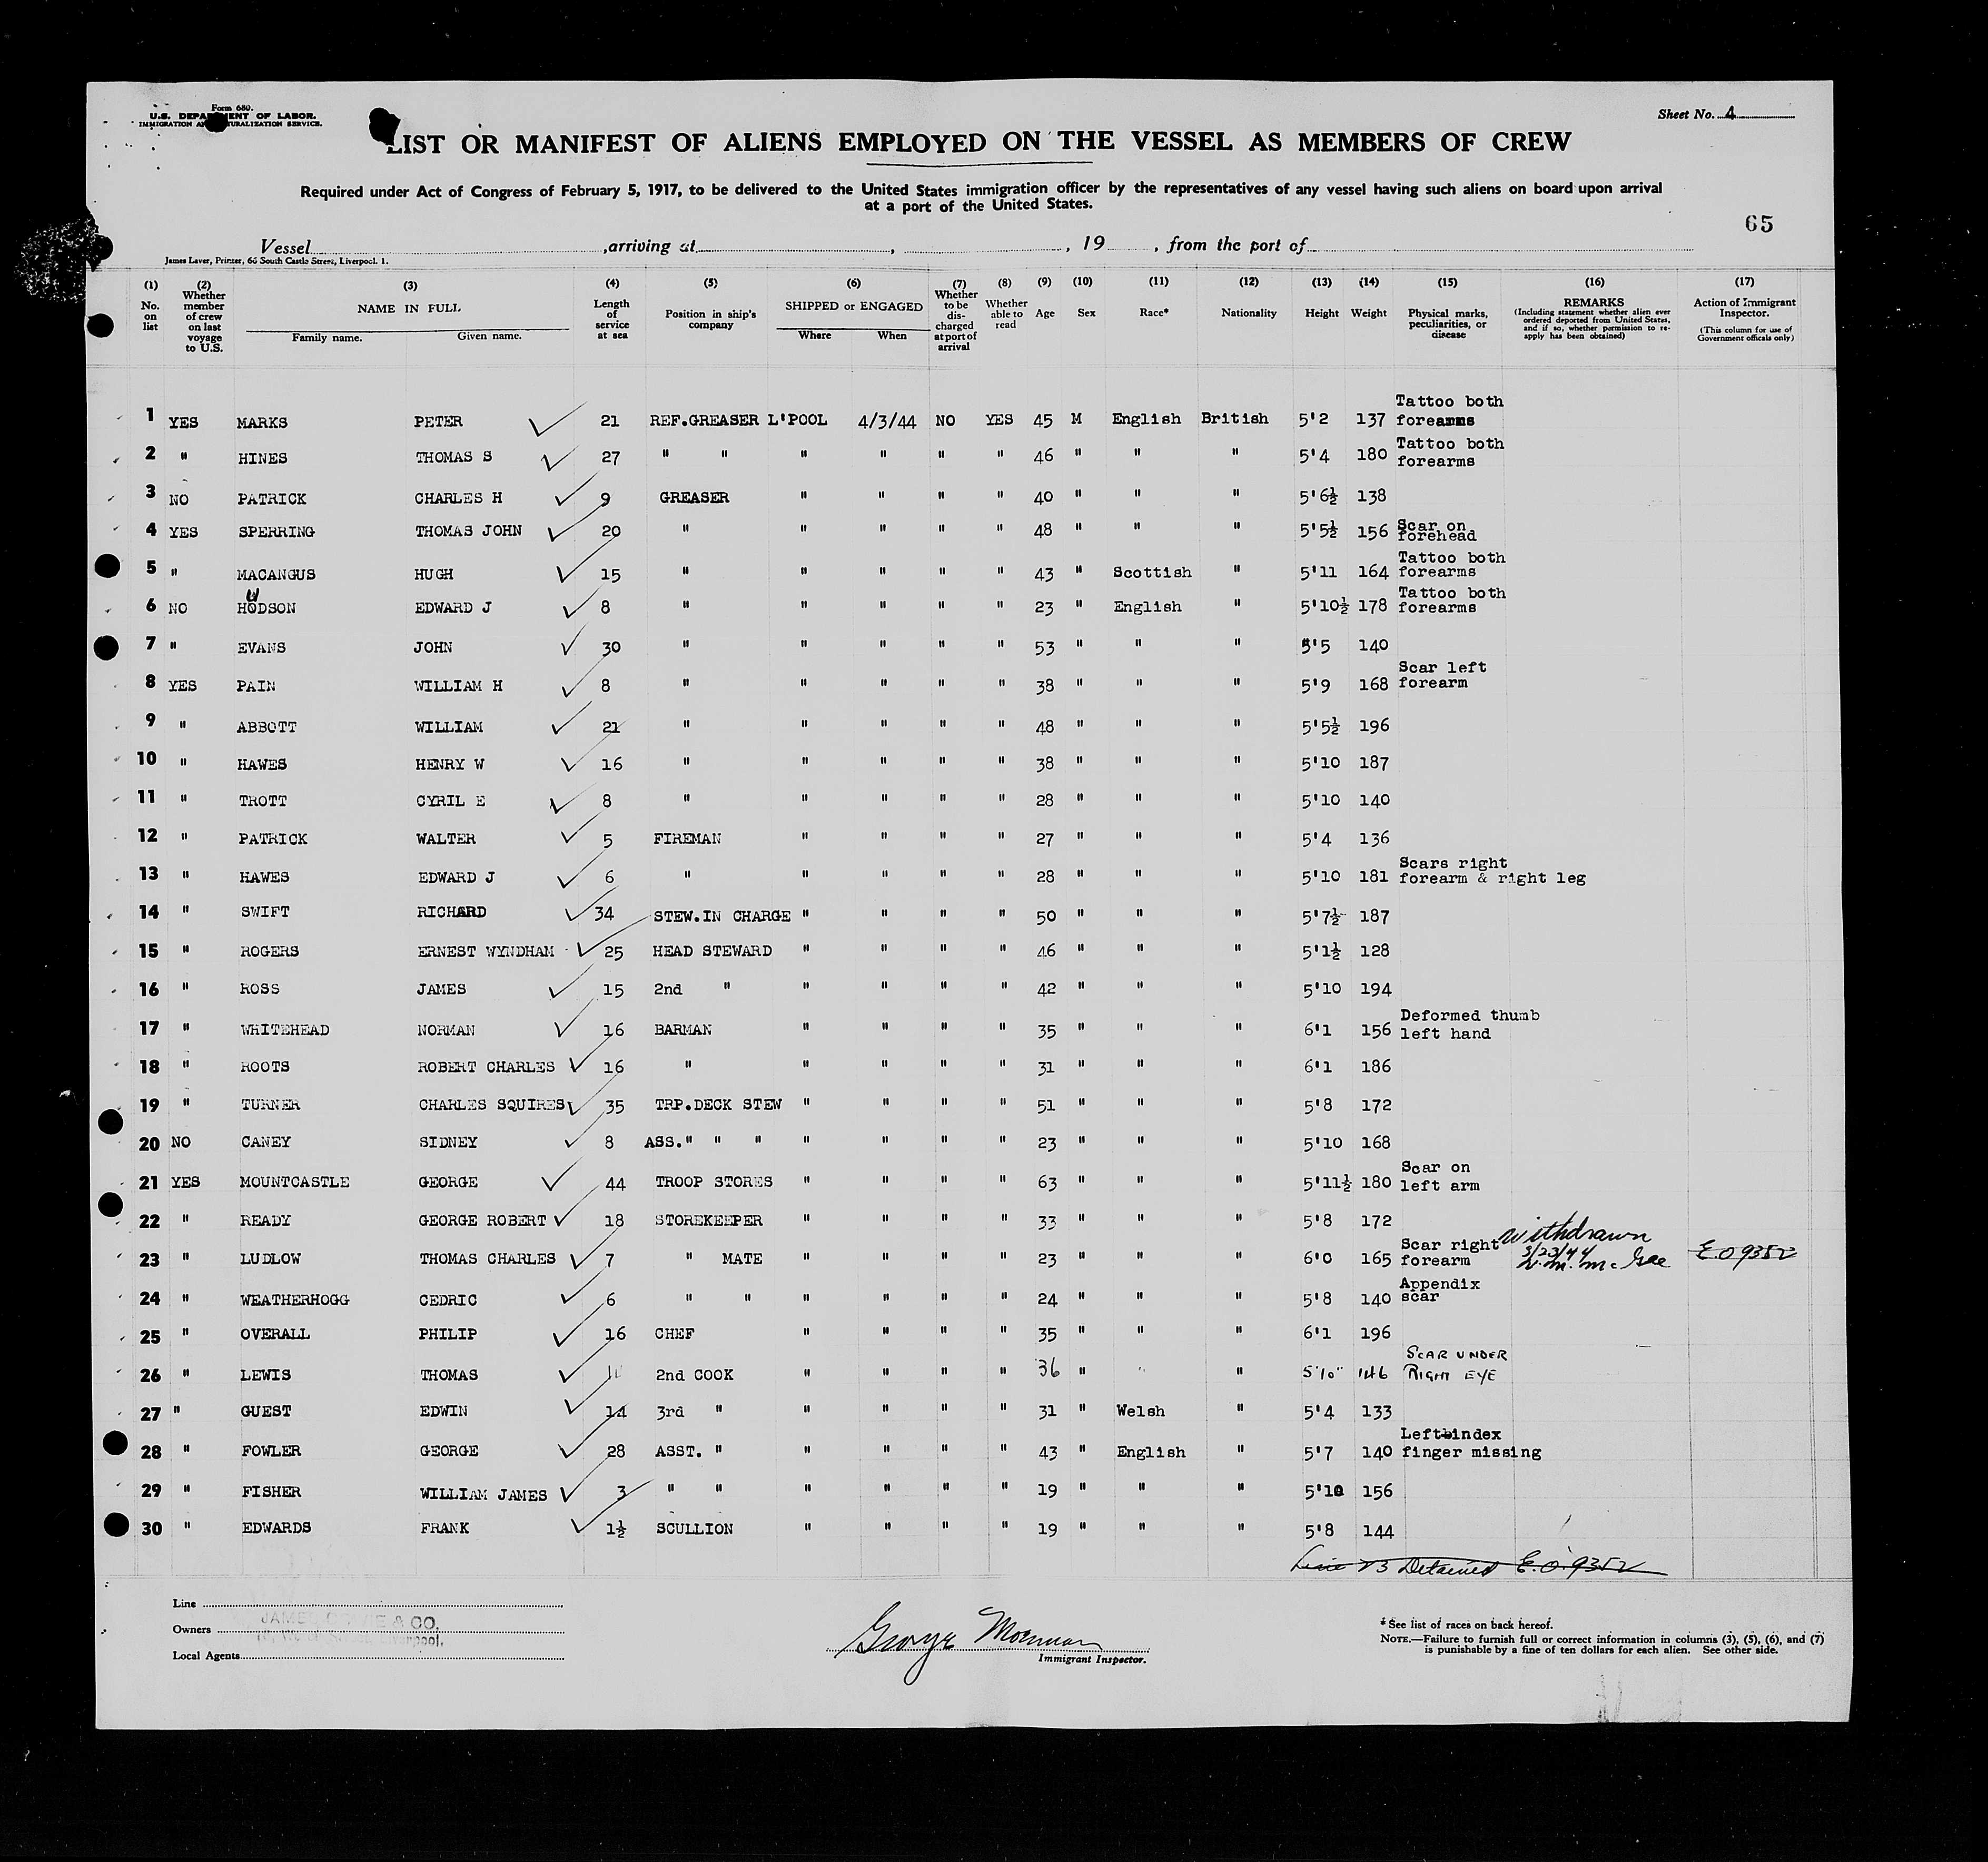 Form 680.
U.S. DEPARTMENT OF LABOR.
IMMIGRATION AND NATURALIZATION SERVICE.
Sheet No. 4
LIST OR MANIFEST OF ALIENS EMPLOYED ON THE VESSEL AS MEMBERS OF CREW
Required under Act of Congress of February 5, 1917, to be delivered to the United States immigration officer by the representatives of any vessel having such aliens on board upon arrival
at a port of the United States.
65
Vessel , arriving at , , 19 , from the port of
James Laver, Printer, 66 South Castle Street, Liverpool. 1.
(1) No. on list (2) Whether member of crew on last voyage to U.S. (3) NAME IN FULL Family name. Given name. (4) Length of service at sea (5) Position in ship's company (6) SHIPPED or ENGAGED Where When (7) Whether to be discharged at port of arrival (8) Whether able to read (9) Age (10) Sex (11) Race* (12) Nationality (13) Height (14) Weight (15) Physical marks, peculiarities, or disease (16) REMARKS (Including statement whether alien ever ordered deported from United States, and if so, whether permission to re-apply has been obtained) (17) Action of Immigrant Inspector. (This column for use of Government officials only)
1 YES MARKS PETER 21 REF.GREASER L'POOL 4/3/44 NO YES 45 M English British 5'2 137 Tattoo both forearms
2 " HINES THOMAS S 27 " " " " " " 46 " " " 5'4 180 Tattoo both forearms
3 NO PATRICK CHARLES H 9 GREASER " " " " 40 " " " 5'6½ 138
4 YES SPERRING THOMAS JOHN 20 " " " " " 48 " " " 5'5½ 156 Scar on forehead
5 " MACANGUS HUGH 15 " " " " " 43 " Scottish " 5'11 164 Tattoo both forearms
6 NO HUDSON EDWARD J 8 " " " " " 23 " English " 5'10½ 178 Tattoo both forearms
7 " EVANS JOHN 30 " " " " " 53 " " " 5'5 140
8 YES PAIN WILLIAM H 8 " " " " " 38 " " " 5'9 168 Scar left forearm
9 " ABBOTT WILLIAM 21 " " " " " 48 " " " 5'5½ 196
10 " HAWES HENRY W 16 " " " " " 38 " " " 5'10 187
11 " TROTT CYRIL E 8 " " " " " 28 " " " 5'10 140
12 " PATRICK WALTER 5 FIREMAN " " " " 27 " " " 5'4 136
13 " HAWES EDWARD J 6 " " " " " 28 " " " 5'10 181 Scars right forearm & right leg
14 " SWIFT RICHARD 34 STEW.IN CHARGE " " " " 50 " " " 5'7½ 187
15 " ROGERS ERNEST WYNDHAM 25 HEAD STEWARD " " " " 46 " " " 5'1½ 128
16 " ROSS JAMES 15 2nd " " " " " 42 " " " 5'10 194
17 " WHITEHEAD NORMAN 16 BARMAN " " " " 35 " " " 6'1 156 Deformed thumb left hand
18 " ROOTS ROBERT CHARLES 16 " " " " " 31 " " " 6'1 186
19 " TURNER CHARLES SQUIRES 35 TRP.DECK STEW " " " " 51 " " " 5'8 172
20 NO CANEY SIDNEY 8 ASS." " " " " " " 23 " " " 5'10 168
21 YES MOUNTCASTLE GEORGE 44 TROOP STORES " " " " 63 " " " 5'11½ 180 Scar on left arm
22 " READY GEORGE ROBERT 18 STOREKEEPER " " " " 33 " " " 5'8 172
23 " LUDLOW THOMAS CHARLES 7 " MATE " " " " 23 " " " 6'0 165 Scar right forearm withdrawn 3/23/44 W.M. McGee E.O 9352
24 " WEATHERHOGG CEDRIC 6 " " " " " " 24 " " " 5'8 140 Appendix scar
25 " OVERALL PHILIP 16 CHEF " " " " 35 " " " 6'1 196
26 " LEWIS THOMAS 2nd COOK " " " " 36 " " " 5'10" 146 SCAR UNDER RIGHT EYE
27 " GUEST EDWIN 14 3rd " " " " " 31 " Welsh " 5'4 133
28 " FOWLER GEORGE 28 ASST. " " " " " 43 " English " 5'7 140 Left index finger missing
29 " FISHER WILLIAM JAMES 3 " " " " " " 19 " " " 5'10 156
30 " EDWARDS FRANK 1½ SCULLION " " " " 19 " " " 5'8 144
Line 23 Detained E.O. 9352
Line
Owners
& CO.
Liverpool.
Local Agents
George
Immigrant Inspector.
* See list of races on back hereof.
NOTE.—Failure to furnish full or correct information in columns (3), (5), (6), and (7)
is punishable by a fine of ten dollars for each alien. See other side.